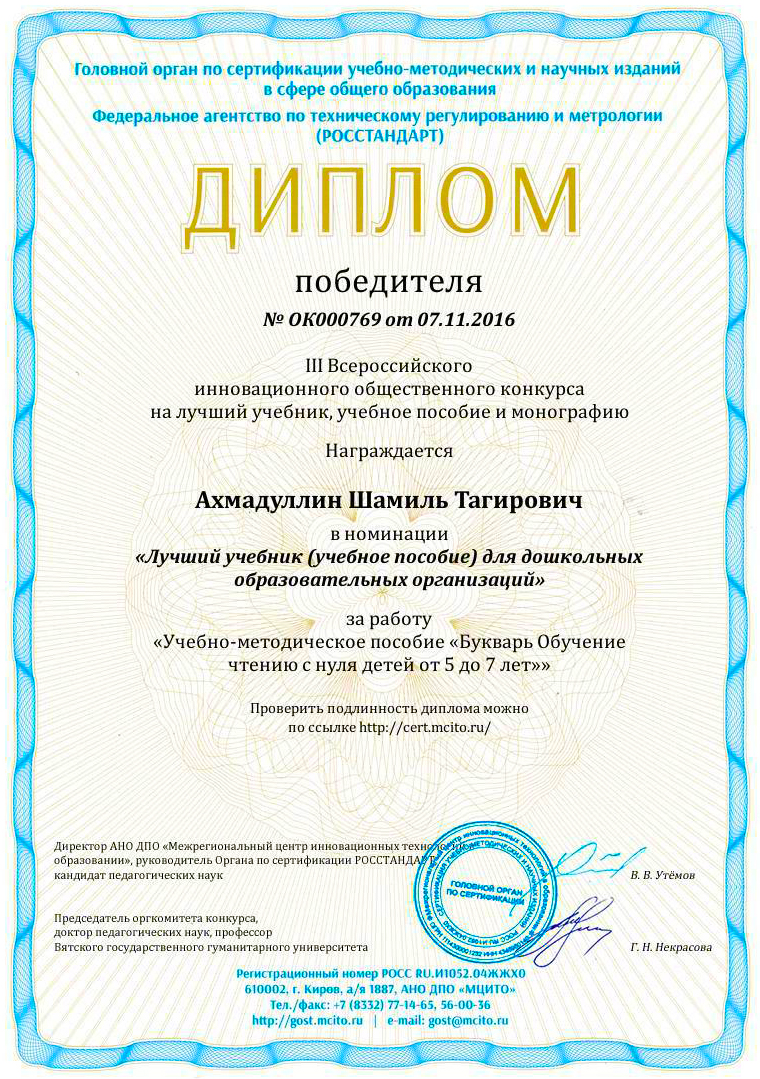 Головной орган по сертификации учебно-методических и научных изданий
в сфере общего образования
Федеральное агентство по техническому регулированию и метрологии
(РОССТАНДАРТ)
ДИПЛОМ
победителя
№ ОК000769 от 07.11.2016
III Всероссийского
инновационного общественного конкурса
на лучший учебник, учебное пособие и монографию
Награждается
Ахмадуллин Шамиль Тагирович
в номинации
«Лучший учебник (учебное пособие) для дошкольных
образовательных организаций»
за работу
«Учебно-методическое пособие «Букварь Обучение
чтению с нуля детей от 5 до 7 лет»»
Проверить подлинность диплома можно
по ссылке http://cert.mcito.ru/
Директор АНО ДПО «Межрегиональный центр инновационных
образовании», руководитель Органа по сертификации РОССТАНДАРТ
кандидат педагогических наук
В. В. Утёмов
ГОЛОВНОЙ ОРГАН
ПО СЕРТИФИКАЦИИ
Председатель оргкомитета конкурса,
доктор педагогических наук, профессор
Вятского государственного гуманитарного университета
Г. Н. Некрасова
Регистрационный номер РОСС RU.И1052.04ЖЖХ0
610002, г. Киров, а/я 1887, АНО ДПО «МЦИТО»
Тел./факс: +7 (8332) 77-14-65, 56-00-36
http://gost.mcito.ru | e-mail: gost@mcito.ru